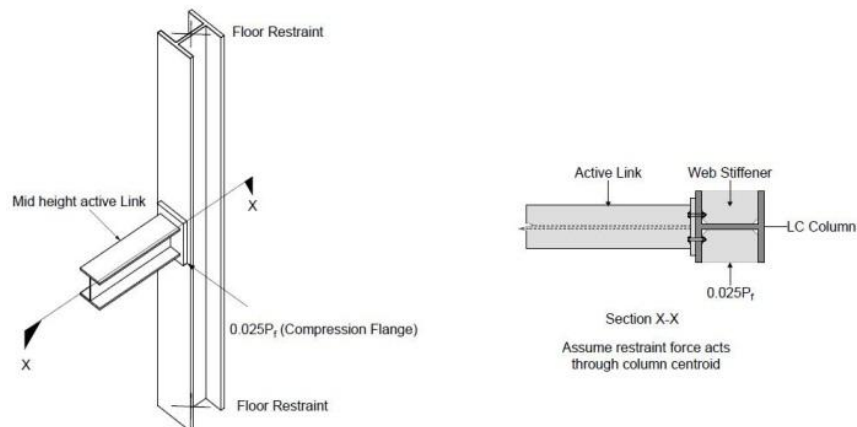 Floor Restraint
Mid height active Link
X
0.025Pf (Compression Flange)
X
Floor Restraint
Active Link
Web Stiffener
LC Column
0.025Pf
Section X-X
Assume restraint force acts
through column centroid